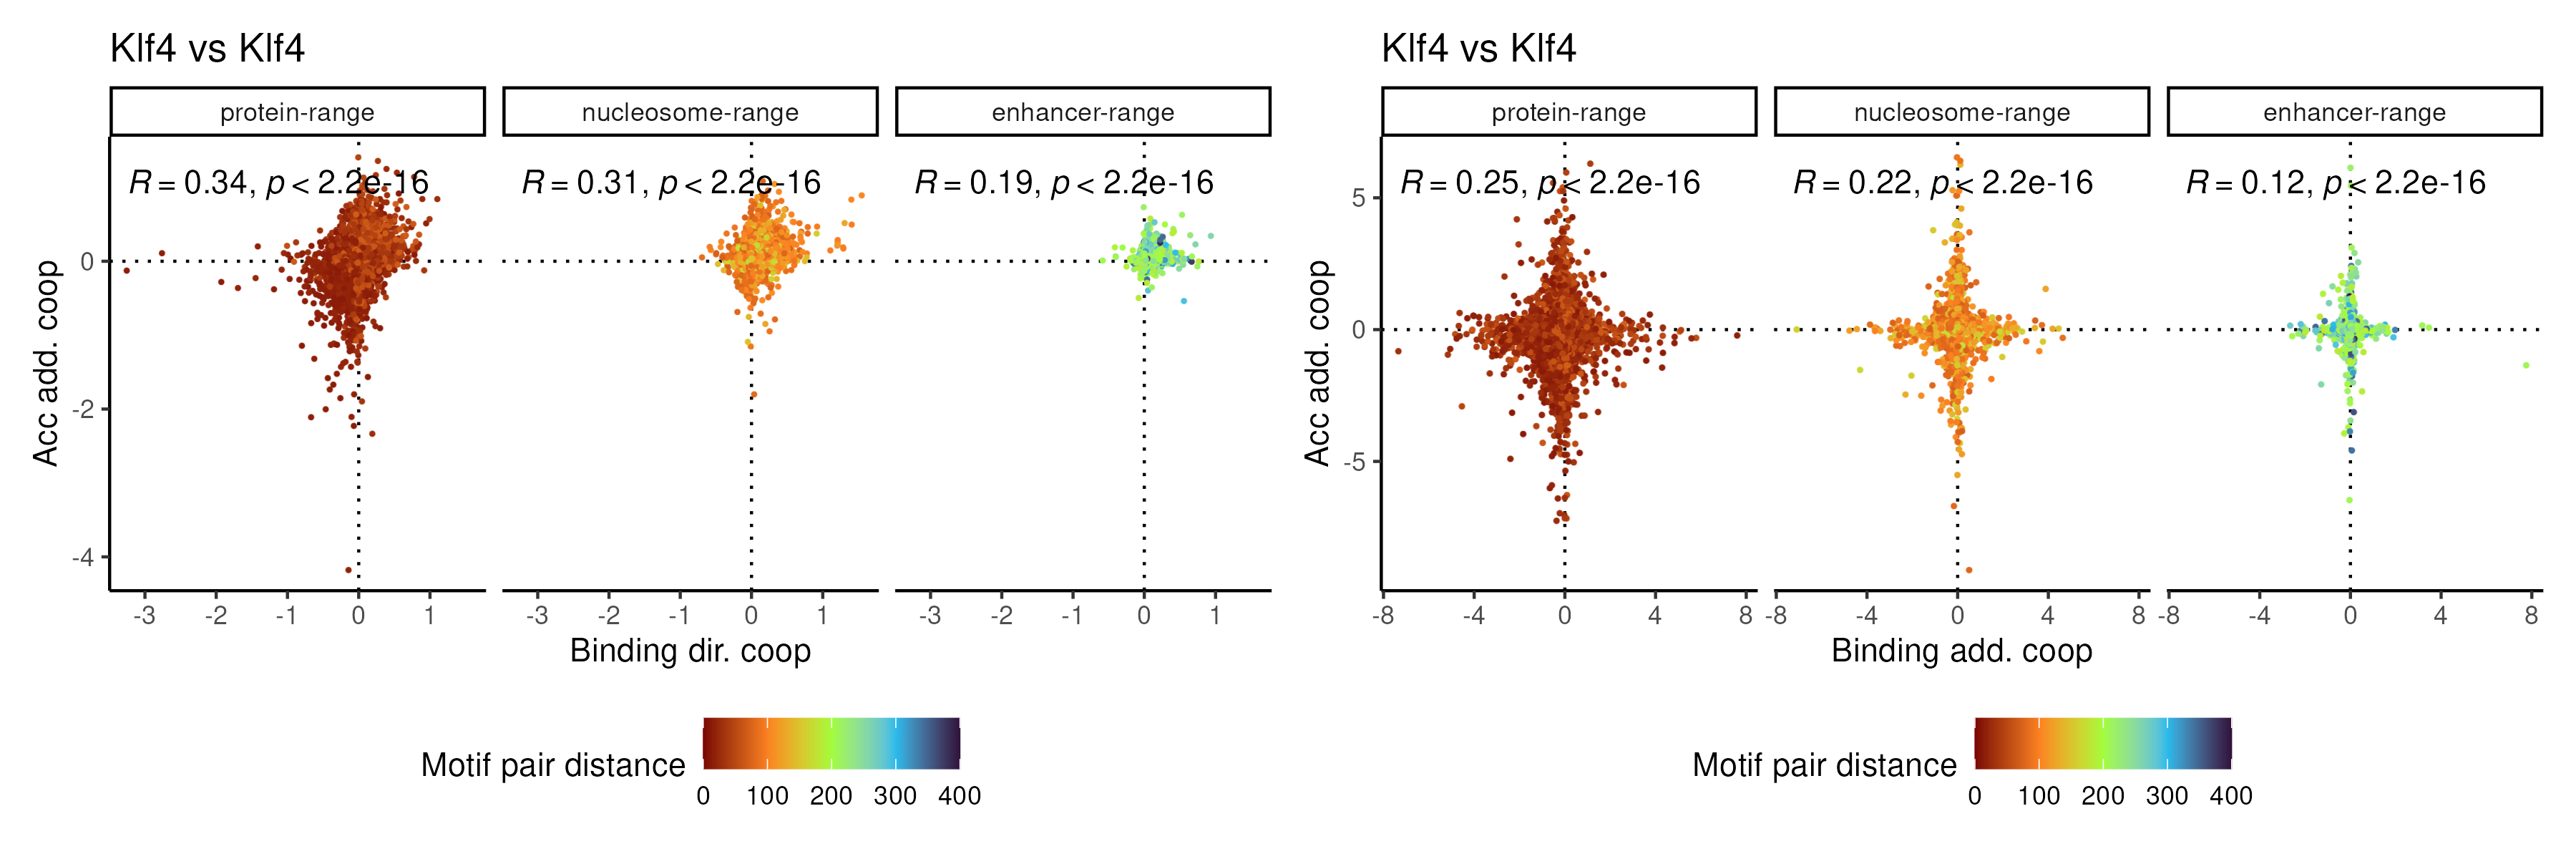 Klf4 vs Klf4
protein-range
nucleosome-range
enhancer-range
R = 0.34, p < 2.2e-16
R = 0.31, p < 2.2e-16
R = 0.19, p < 2.2e-16
Acc add. coop
0
-2
-4
-3 -2 -1 0 1
-3 -2 -1 0 1
-3 -2 -1 0 1
Binding dir. coop
Motif pair distance
0 100 200 300 400
Klf4 vs Klf4
protein-range
nucleosome-range
enhancer-range
R = 0.25, p < 2.2e-16
R = 0.22, p < 2.2e-16
R = 0.12, p < 2.2e-16
Acc add. coop
5
0
-5
-8 -4 0 4 8
-8 -4 0 4 8
-8 -4 0 4 8
Binding add. coop
Motif pair distance
0 100 200 300 400